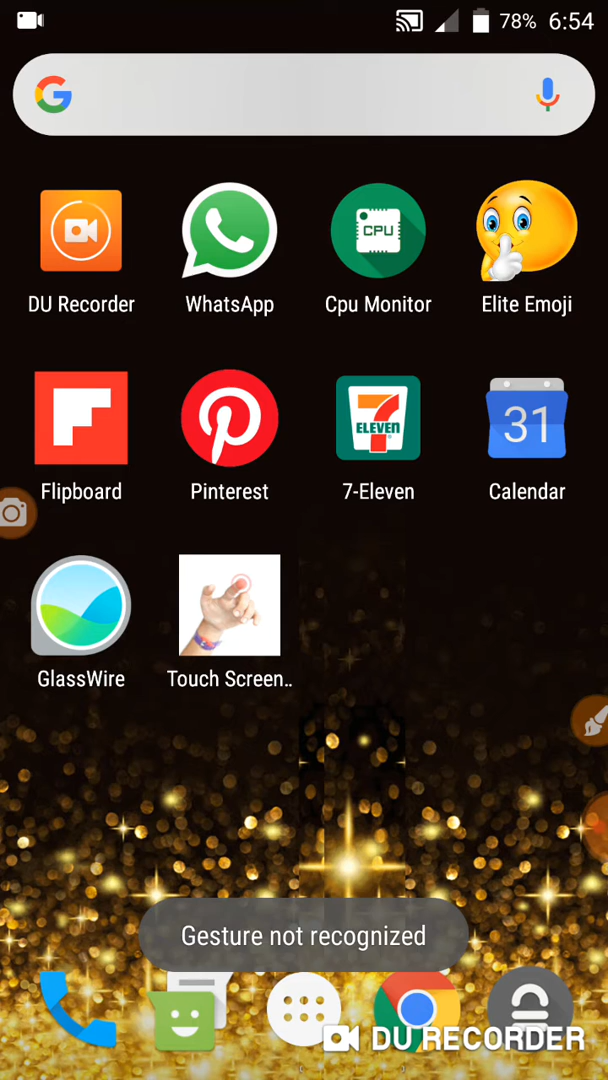 78% 6:54
G
DU Recorder
WhatsApp
CPU
Cpu Monitor
Elite Emoji
Flipboard
Pinterest
7
ELEVEN
7-Eleven
31
Calendar
GlassWire
Touch Screen..
Gesture not recognized
DU RECORDER